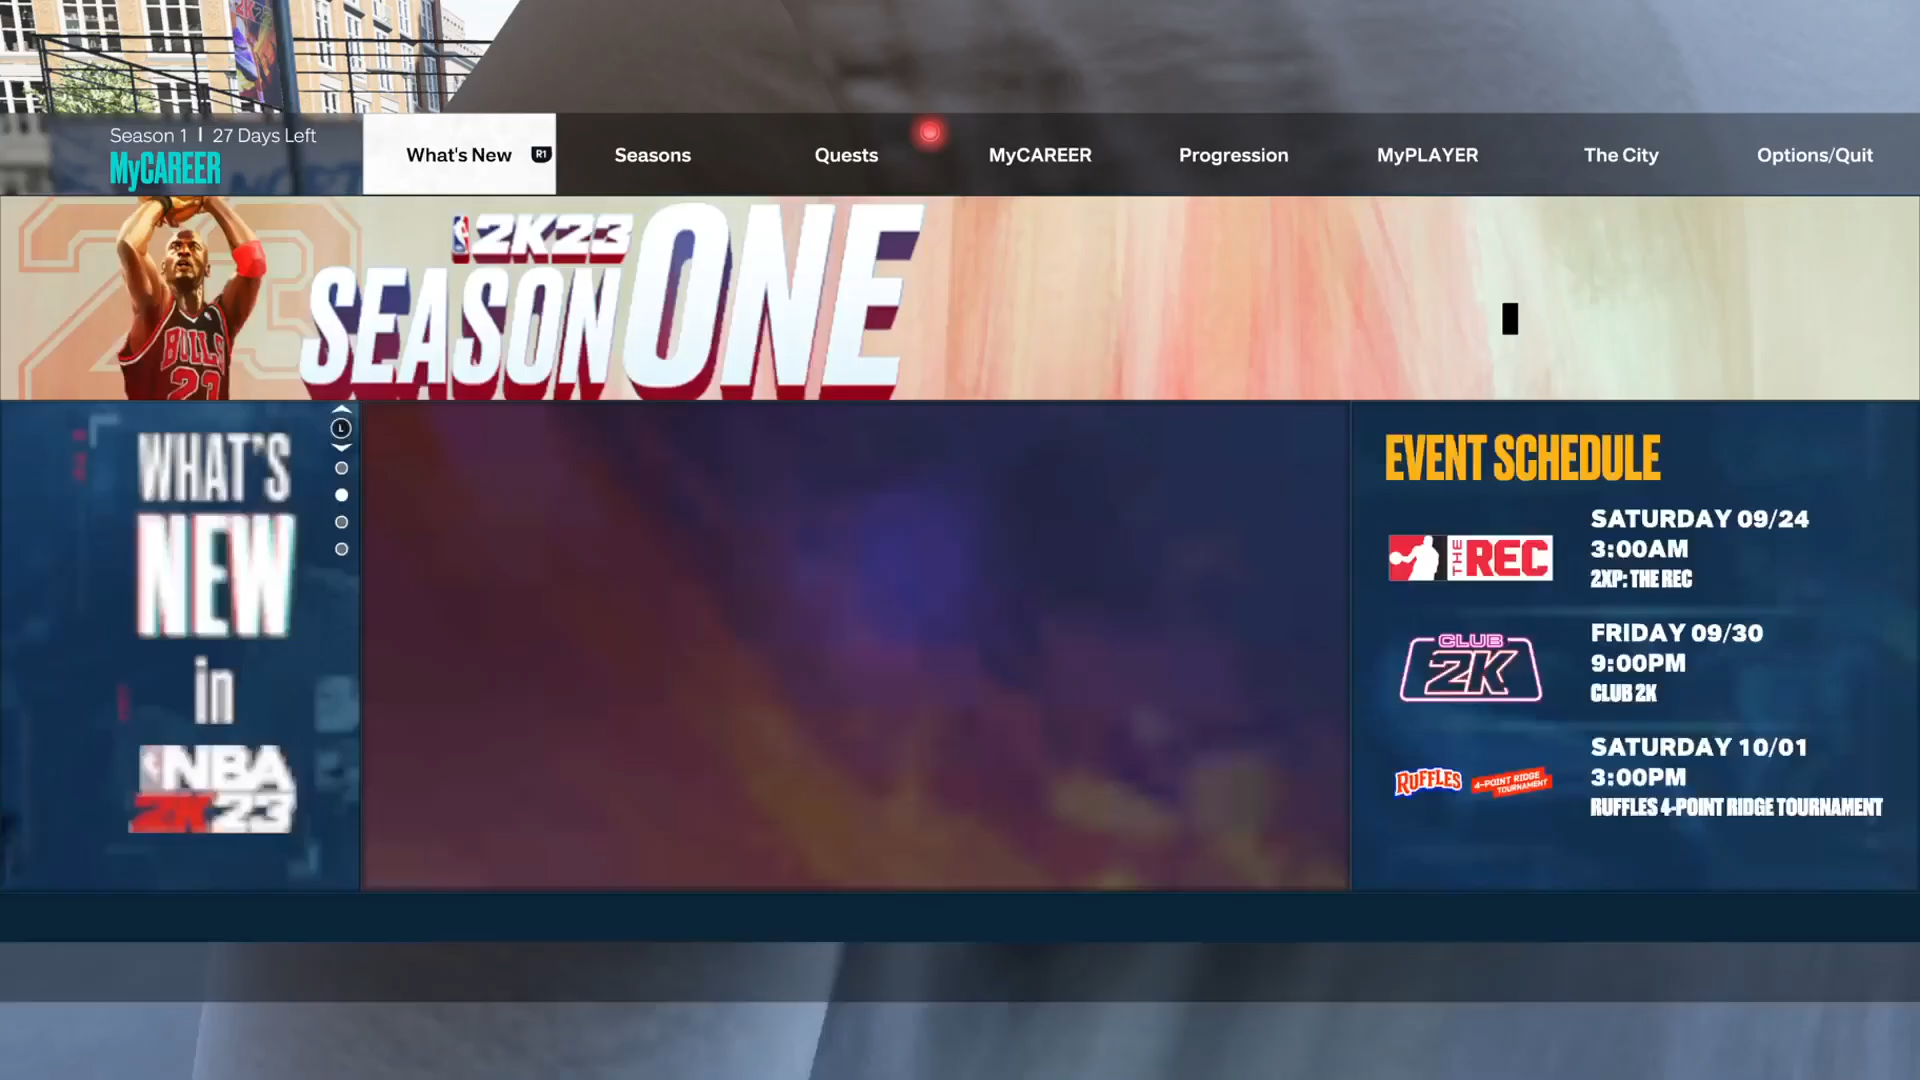 Season 1 | 27 Days Left
MyCAREER
What's New R1
Seasons
Quests
MyCAREER
Progression
MyPLAYER
The City
Options/Quit
2K23
SEASON ONE
BULLS
23
WHAT'S
NEW
in
NBA
2K23
L
EVENT SCHEDULE
THE REC
SATURDAY 09/24
3:00AM
2XP: THE REC
CLUB
2K
FRIDAY 09/30
9:00PM
CLUB 2K
RUFFLES
4-POINT RIDGE
TOURNAMENT
SATURDAY 10/01
3:00PM
RUFFLES 4-POINT RIDGE TOURNAMENT